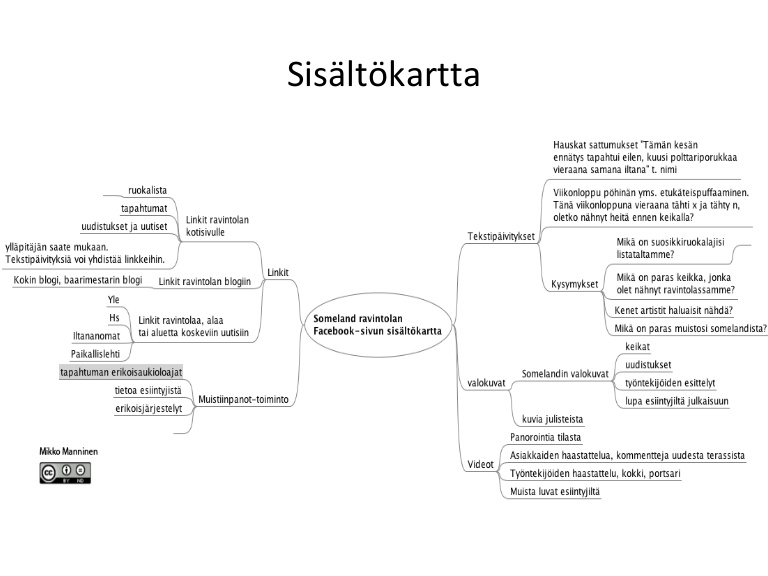 Sisältökartta
ruokalista
tapahtumat
uudistukset ja uutiset
ylläpitäjän saate mukaan.
Tekstipäivityksiä voi yhdistää linkkeihin.
Linkit ravintolan
kotisivulle
Kokin blogi, baarimestarin blogi
Linkit ravintolan blogiin
Linkit
Yle
Hs
Iltananomat
Paikallislehti
Linkit ravintolaa, alaa
tai aluetta koskeviin uutisiin
tapahtuman erikoisaukioloajat
tietoa esiintyjistä
erikoisjärjestelyt
Muistiinpanot-toiminto
Someland ravintolan
Facebook-sivun sisältökartta
Hauskat sattumukset "Tämän kesän
ennätys tapahtui eilen, kuusi polttariporukkaa
vieraana samana iltana" t. nimi
Viikonloppu pöhinän yms. etukäteispuffaaminen.
Tänä viikonloppuna vieraana tähti x ja tähty n,
oletko nähnyt heitä ennen keikalla?
Tekstipäivitykset
Kysymykset
Mikä on suosikkiruokalajisi
listataltamme?
Mikä on paras keikka, jonka
olet nähnyt ravintolassamme?
Kenet artistit haluaisit nähdä?
Mikä on paras muistosi somelandista?
valokuvat
Somelandin valokuvat
keikat
uudistukset
työntekijöiden esittelyt
lupa esiintyjiltä julkaisuun
kuvia julisteista
Videot
Panorointia tilasta
Asiakkaiden haastattelua, kommentteja uudesta terassista
Työntekijöiden haastattelu, kokki, portsari
Muista luvat esiintyjiltä
Mikko Manninen
cc
BY ND